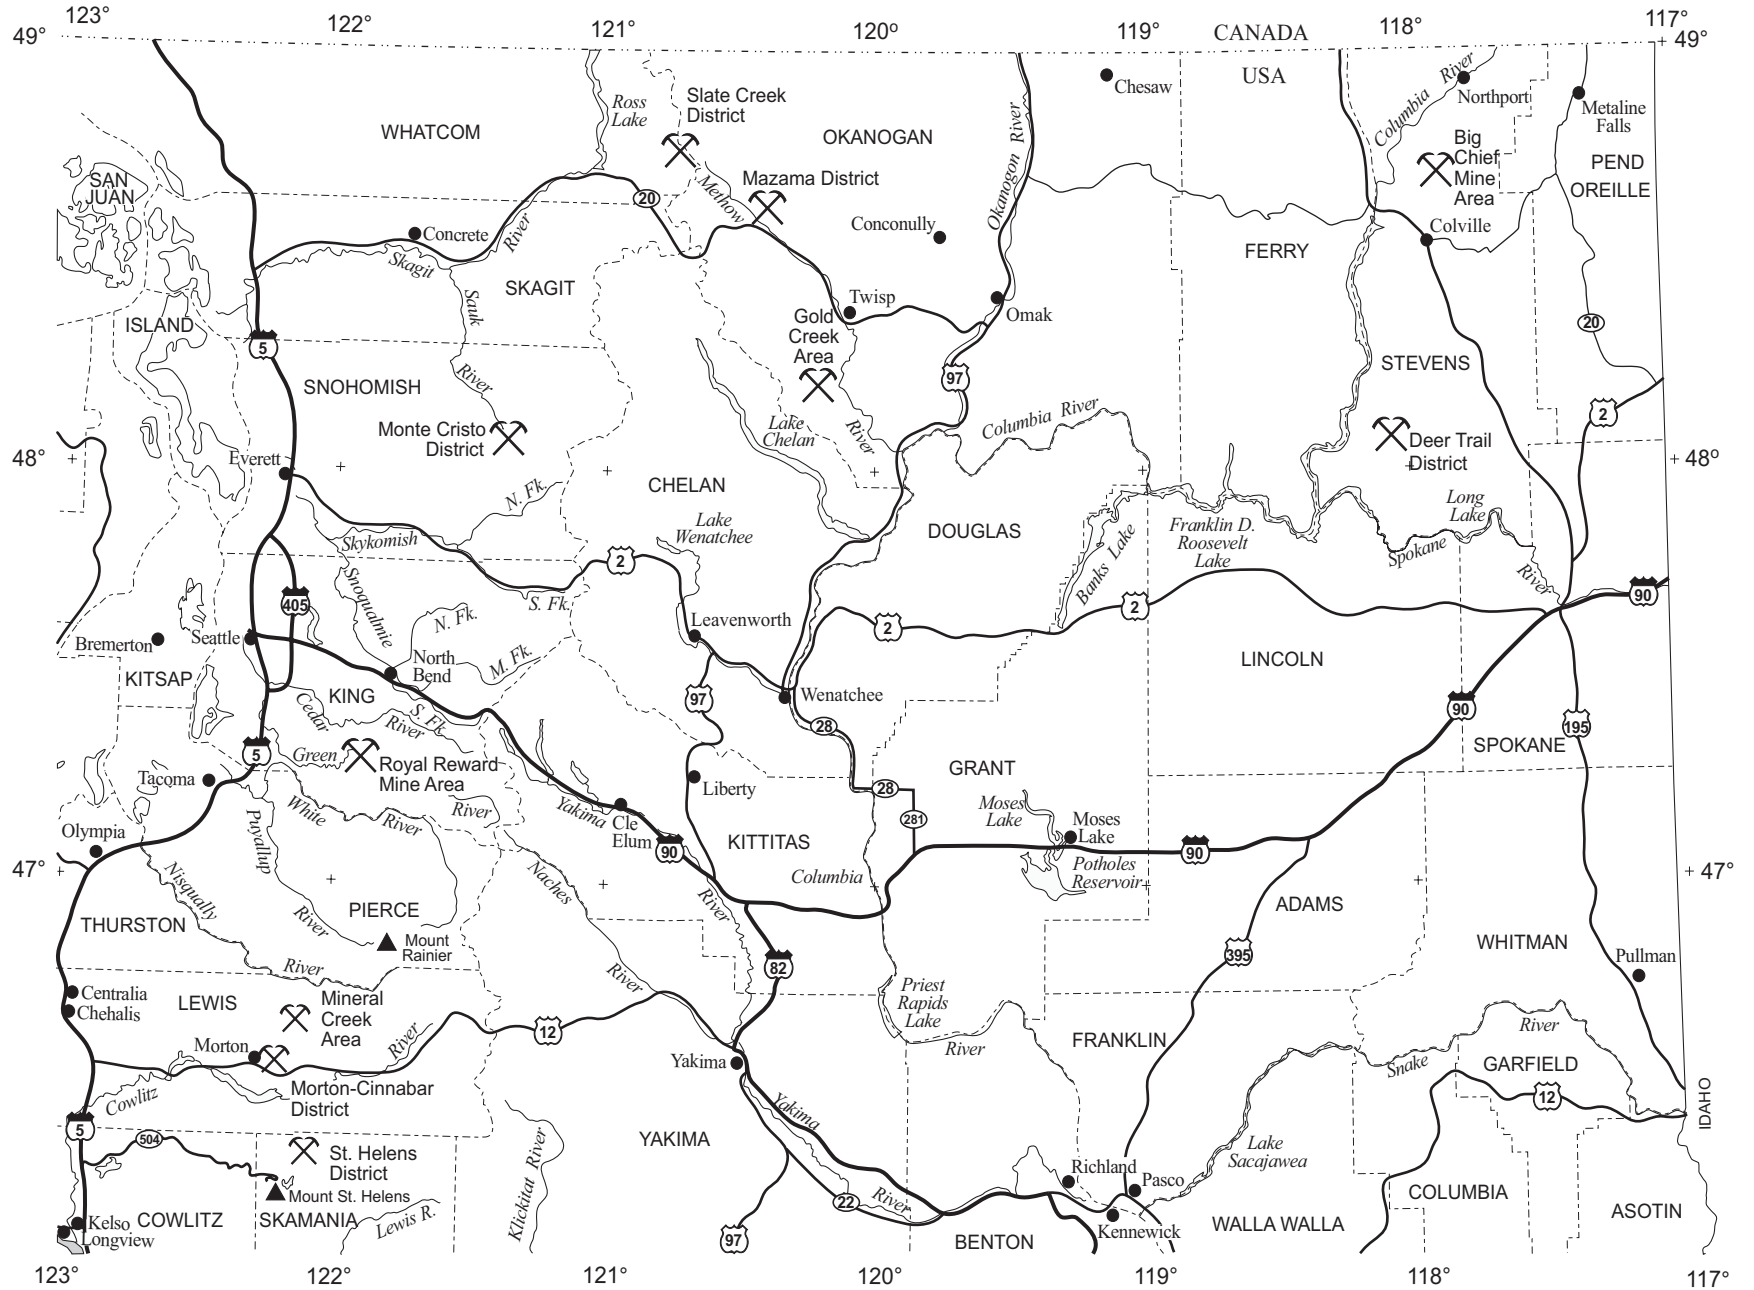 123°
122°
121°
120°
119°
118°
117°
49°
49°
CANADA
USA
Ross
Lake
Slate Creek
District
WHATCOM
OKANOGAN
Okanogon River
Chesaw
Columbia River
Northport
Metaline
Falls
Big
Chief
Mine
Area
PEND
OREILLE
SAN
JUAN
Methow
Mazama District
20
Concrete
River
Skagit
Conconully
Colville
FERRY
SKAGIT
Sauk
River
Twisp
Omak
ISLAND
5
Gold
Creek
Area
20
97
STEVENS
SNOHOMISH
2
Lake
Chelan
River
Columbia River
Monte Cristo
District
Deer Trail
District
48°
48°
Everett
CHELAN
N. Fk.
Lake
Wenatchee
DOUGLAS
Banks Lake
Franklin D.
Roosevelt
Lake
Long
Lake
Spokane
River
Skykomish
2
S. Fk.
Snoqualmie
405
90
2
2
Bremerton
Seattle
N. Fk.
M. Fk.
Leavenworth
North
Bend
LINCOLN
KITSAP
KING
Cedar
River
S. Fk.
97
Wenatchee
28
90
195
SPOKANE
5
Green
Royal Reward
Mine Area
River
Tacoma
Liberty
28
GRANT
281
Moses
Lake
Moses
Lake
White
River
Puyallup
River
Yakima
Cle
Elum
90
KITTITAS
90
Olympia
Potholes
Reservoir
Columbia
47°
47°
Nisqually
River
Naches
River
River
ADAMS
THURSTON
PIERCE
Mount
Rainier
WHITMAN
395
82
Pullman
Centralia
Chehalis
LEWIS
Mineral
Creek
Area
Priest
Rapids
Lake
River
River
12
FRANKLIN
Snake
GARFIELD
Morton
River
Yakima
12
Cowlitz
Morton-Cinnabar
District
IDAHO
5
504
Yakima
River
YAKIMA
St. Helens
District
Klickitat River
Lake
Sacajawea
Mount St. Helens
Richland
Pasco
22
COLUMBIA
Kelso
Longview
COWLITZ
SKAMANIA
Lewis R.
97
BENTON
Kennewick
WALLA WALLA
ASOTIN
123°
122°
121°
120°
119°
118°
117°